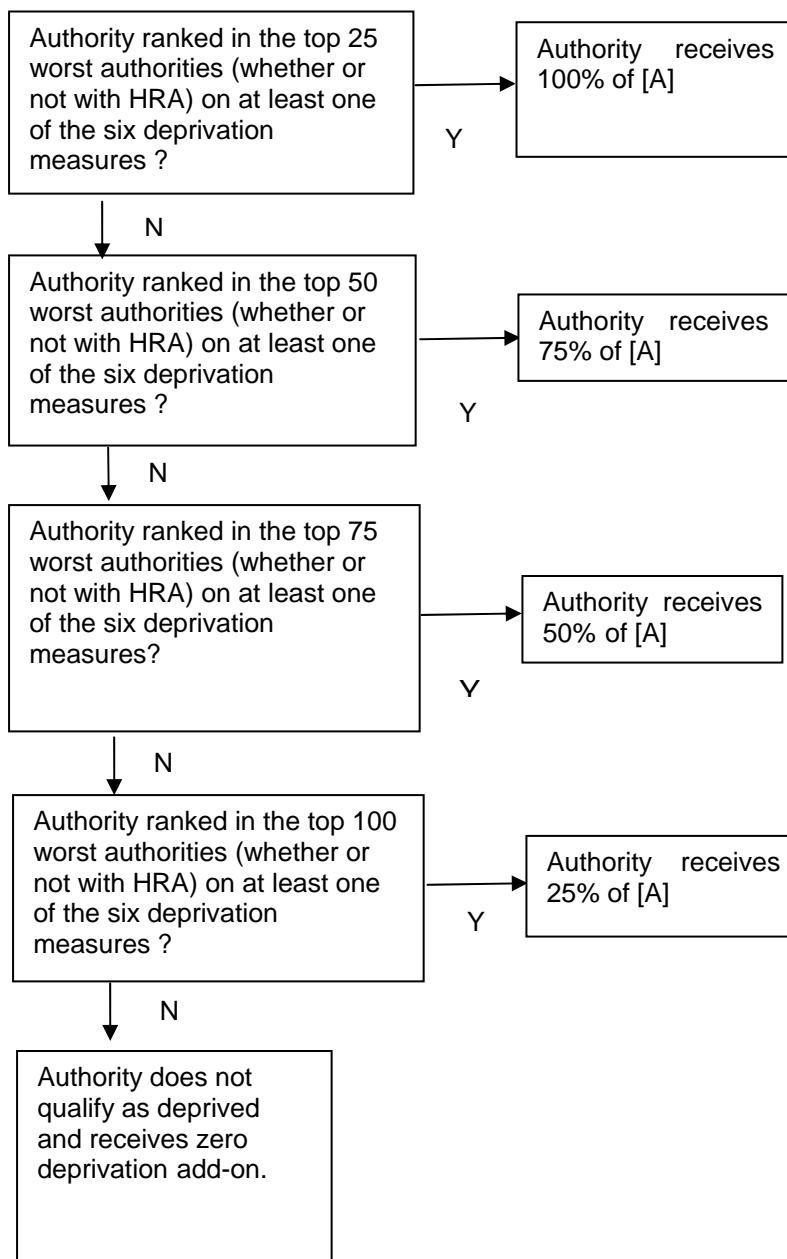 Authority ranked in the top 25
worst authorities (whether or
not with HRA) on at least one
of the six deprivation
measures ?
Authority receives
100% of [A]
Y
N
Authority ranked in the top 50
worst authorities (whether or
not with HRA) on at least one
of the six deprivation
measures ?
Authority receives
75% of [A]
Y
N
Authority ranked in the top 75
worst authorities (whether or
not with HRA) on at least one
of the six deprivation
measures?
Authority receives
50% of [A]
Y
N
Authority ranked in the top 100
worst authorities (whether or
not with HRA) on at least one
of the six deprivation
measures ?
Authority receives
25% of [A]
Y
N
Authority does not
qualify as deprived
and receives zero
deprivation add-on.